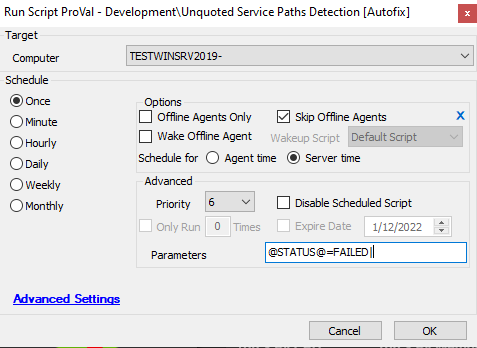 Run Script ProVal - Development\Unquoted Service Paths Detection [Autofix]
x
Target
Computer TESTWINSRV2019-
Schedule
Once
Minute
Hourly
Daily
Weekly
Monthly
Options
Offline Agents Only Skip Offline Agents X
Wake Offline Agent Wakeup Script Default Script
Schedule for Agent time Server time
Advanced
Priority 6 Disable Scheduled Script
Only Run 0 Times Expire Date 1/12/2022
Parameters @STATUS@=FAILED|
Advanced Settings
Cancel OK